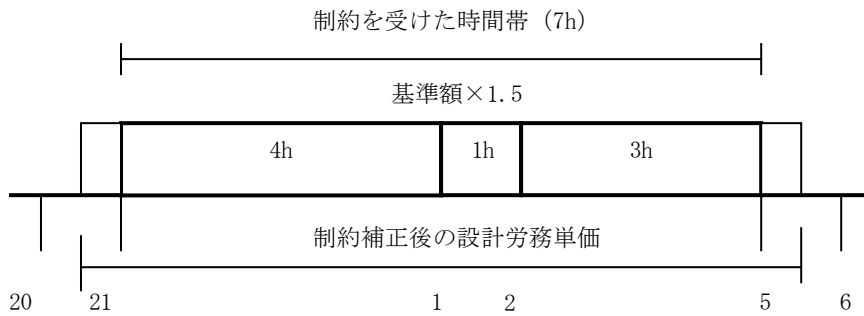 制約を受けた時間帯（7h）
基準額×1.5
4h 1h 3h
制約補正後の設計労務単価
20 21 1 2 5 6